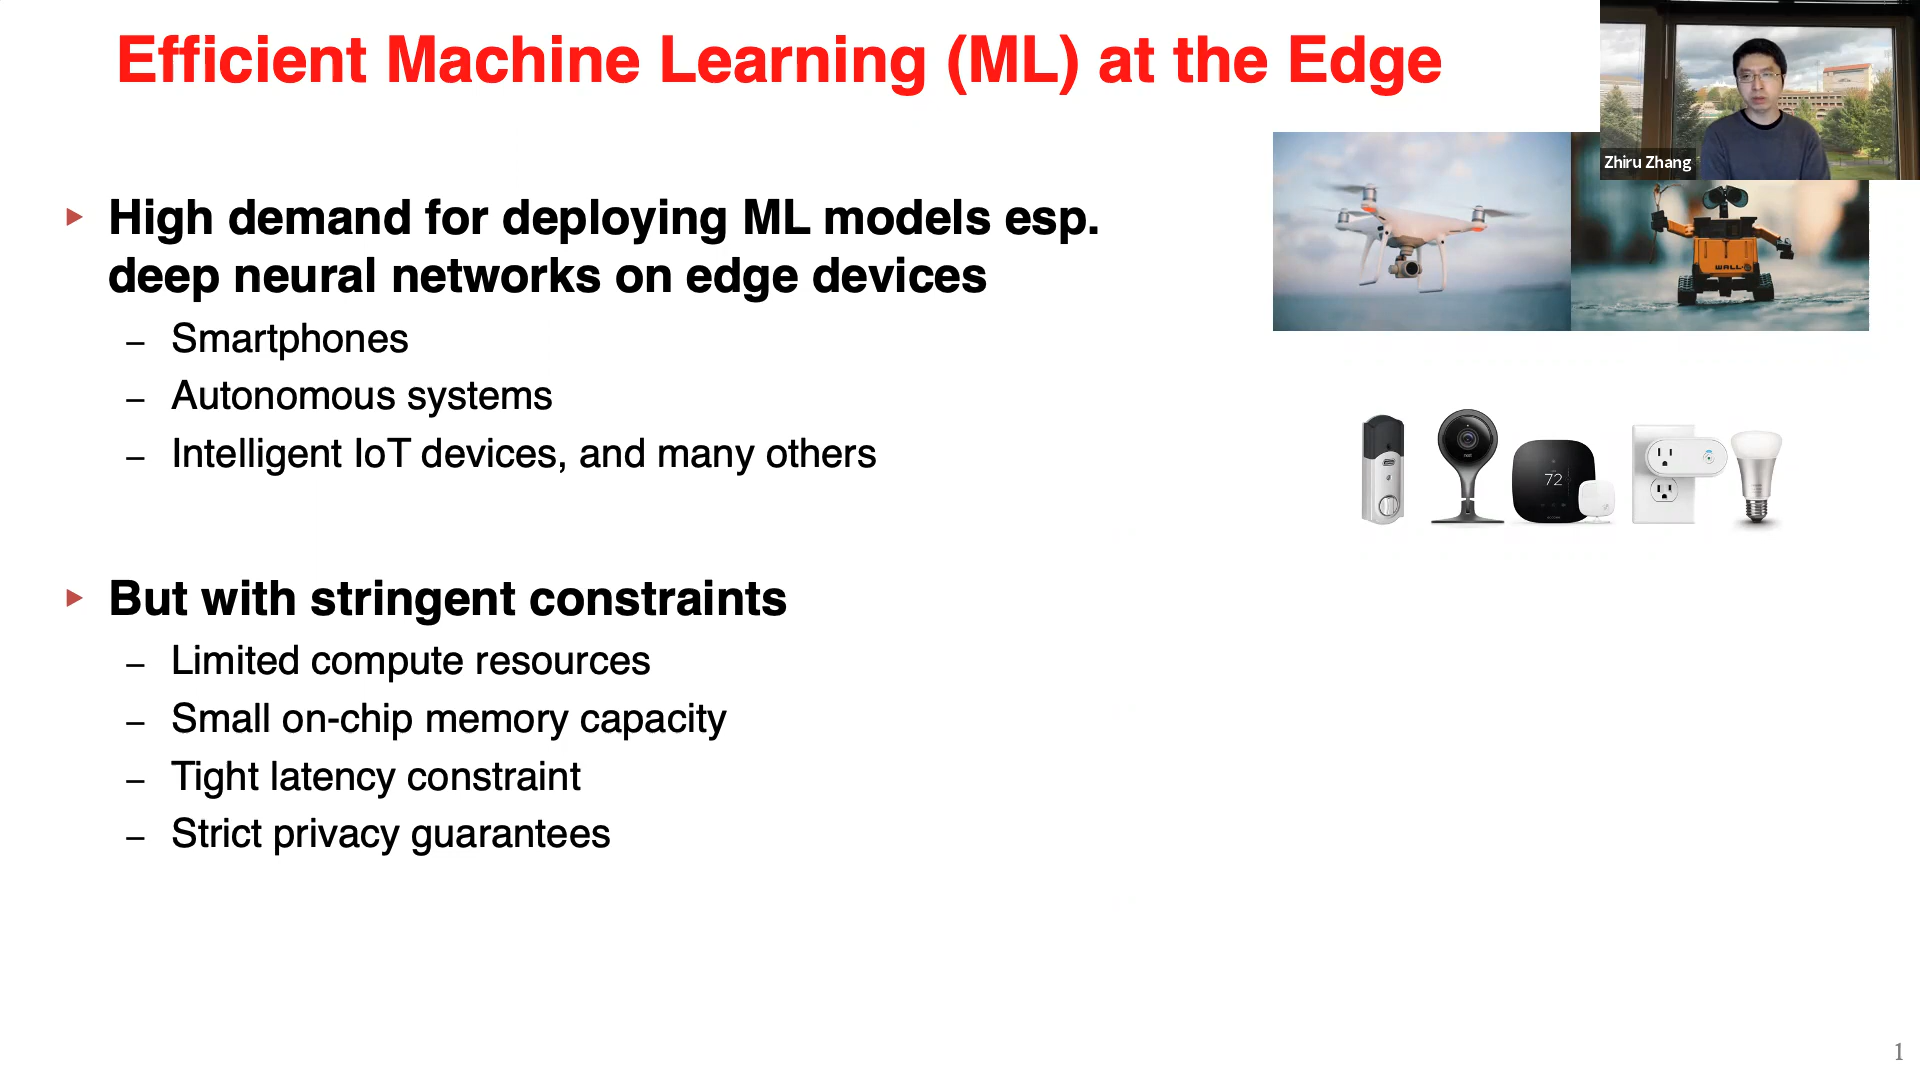 Efficient Machine Learning (ML) at the Edge
Zhiru Zhang
▸ High demand for deploying ML models esp.
deep neural networks on edge devices
– Smartphones
– Autonomous systems
– Intelligent IoT devices, and many others
WALL·E
72
▸ But with stringent constraints
– Limited compute resources
– Small on-chip memory capacity
– Tight latency constraint
– Strict privacy guarantees
1